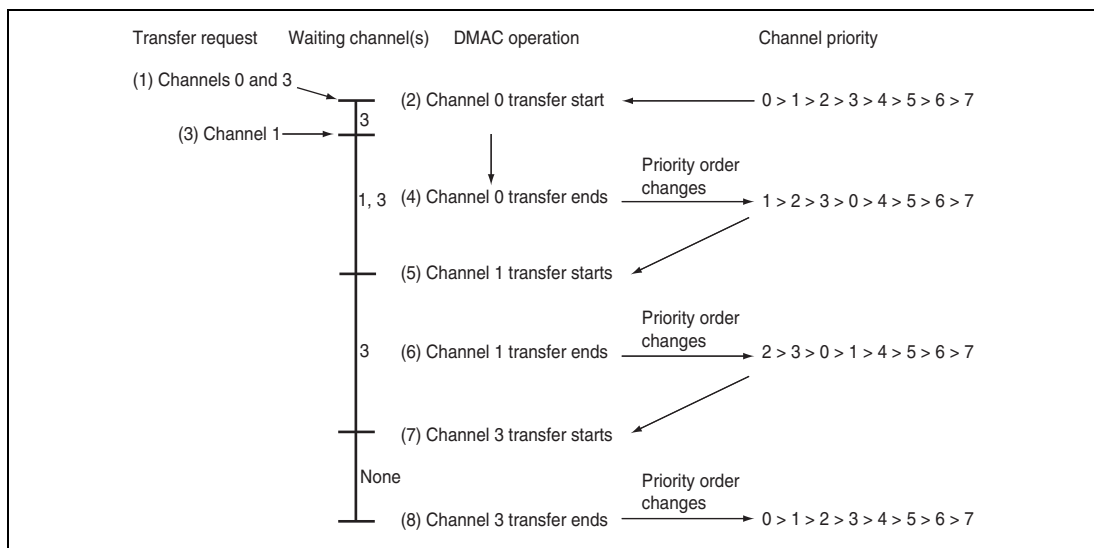 Transfer request Waiting channel(s) DMAC operation Channel priority
(1) Channels 0 and 3
(2) Channel 0 transfer start 0 > 1 > 2 > 3 > 4 > 5 > 6 > 7
3
(3) Channel 1
Priority order
changes
1, 3 (4) Channel 0 transfer ends 1 > 2 > 3 > 0 > 4 > 5 > 6 > 7
(5) Channel 1 transfer starts
Priority order
changes
3 (6) Channel 1 transfer ends 2 > 3 > 0 > 1 > 4 > 5 > 6 > 7
(7) Channel 3 transfer starts
None
Priority order
changes
(8) Channel 3 transfer ends 0 > 1 > 2 > 3 > 4 > 5 > 6 > 7